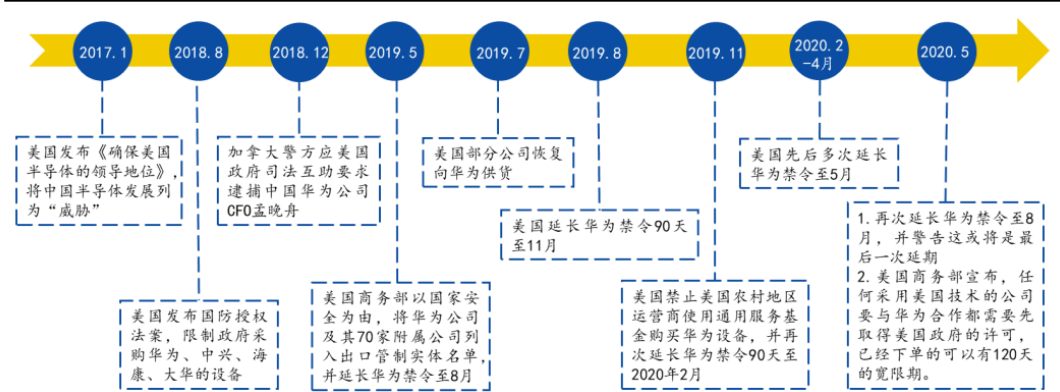 2017.1
2018.8
2018.12
2019.5
2019.7
2019.8
2019.11
2020.2
-4月
2020.5
美国发布《确保美国
半导体的领导地位》，
将中国半导体发展列
为“威胁”
美国发布国防授权
法案，限制政府采
购华为、中兴、海
康、大华的设备
加拿大警方应美国
政府司法互助要求
逮捕中国华为公司
CFO孟晚舟
美国商务部以国家安
全为由，将华为公司
及其70家附属公司列
入出口管制实体名单，
并延长华为禁令至8月
美国部分公司恢复
向华为供货
美国延长华为禁令90天
至11月
美国禁止美国农村地区
运营商使用通用服务基
金购买华为设备，并再
次延长华为禁令90天至
2020年2月
美国先后多次延长
华为禁令至5月
1. 再次延长华为禁令至8
月，并警告这或将是最
后一次延期
2. 美国商务部宣布，任
何采用美国技术的公司
要与华为合作都需要先
取得美国政府的许可，
已经下单的可以有120天
的宽限期。